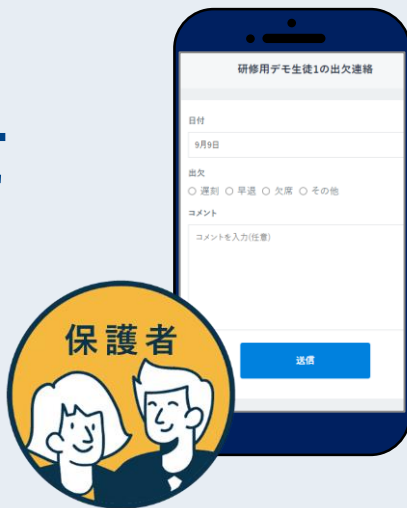 研修用デモ生徒1の出欠連絡
日付
9月9日
出欠
遅刻 早退 欠席 その他
コメント
コメントを入力(任意)
送信
保護者